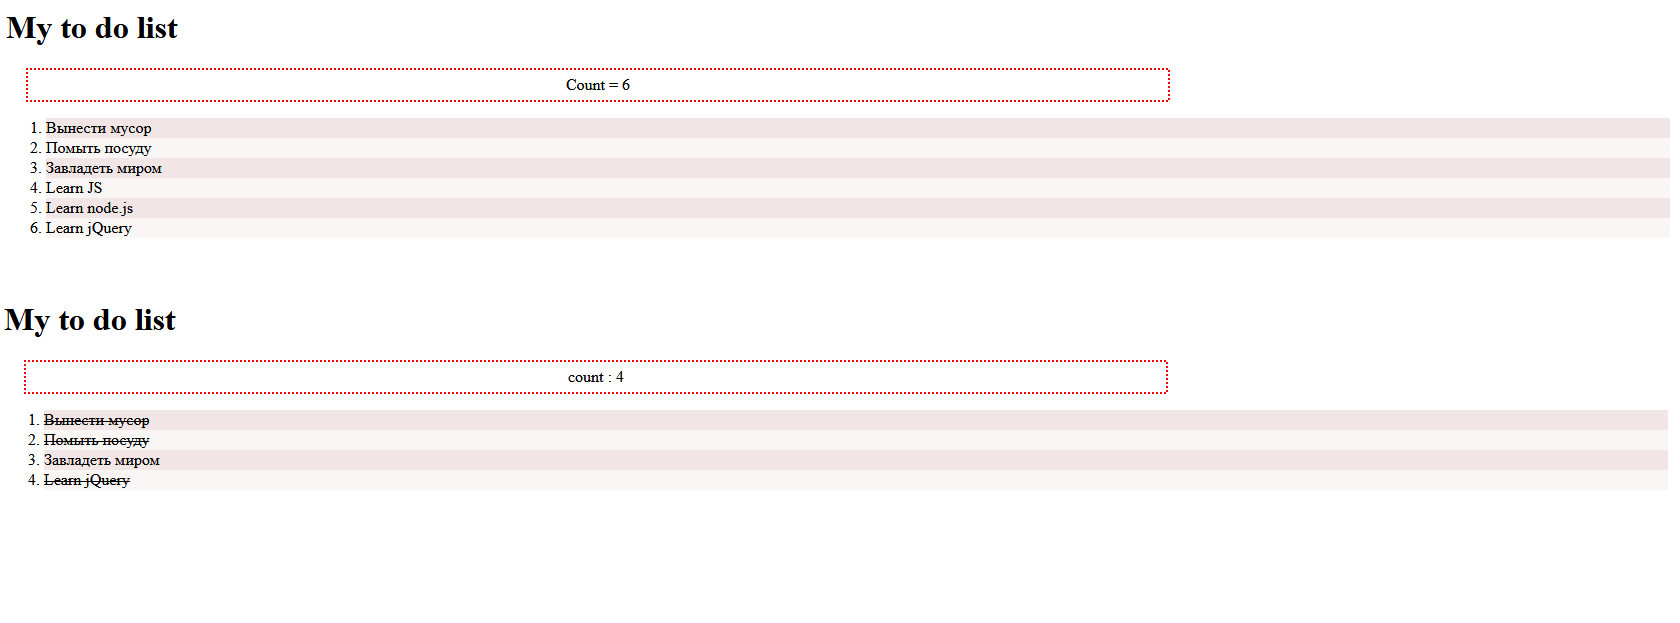 My to do list
Count = 6
1. Вынести мусор
2. Помыть посуду
3. Завладеть миром
4. Learn JS
5. Learn node.js
6. Learn jQuery
My to do list
count : 4
1. Вынести мусор
2. Помыть посуду
3. Завладеть миром
4. Learn jQuery